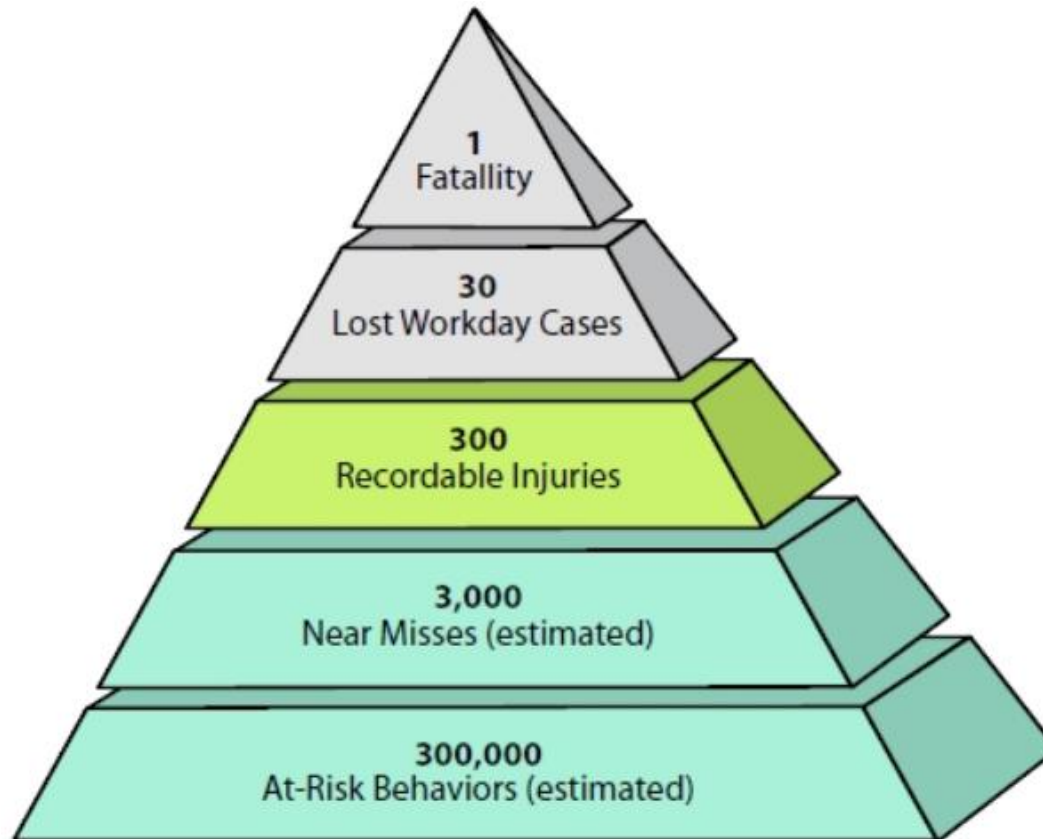 1
Fatallity
30
Lost Workday Cases
300
Recordable Injuries
3,000
Near Misses (estimated)
300,000
At-Risk Behaviors (estimated)